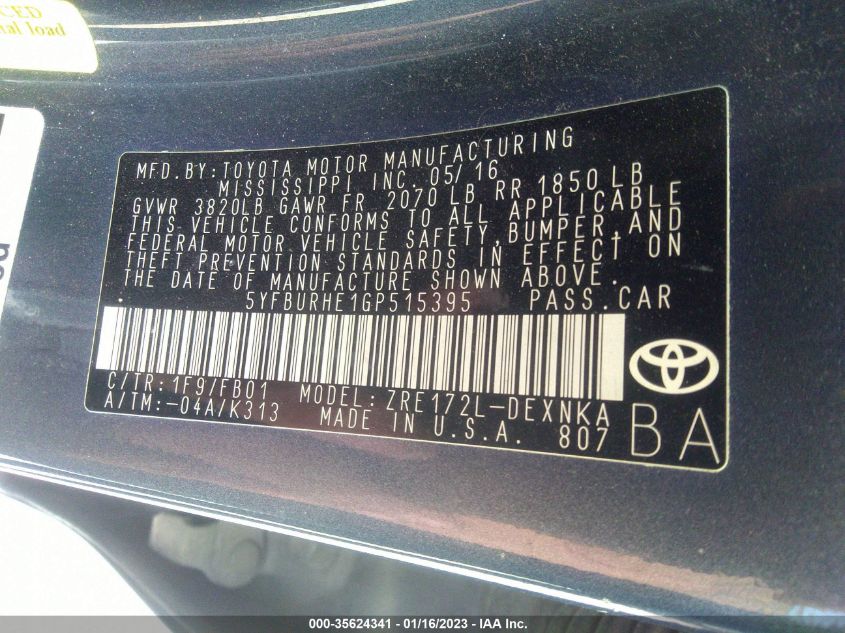 CED
nal load
MFD.BY:TOYOTA MOTOR MANUFACTURING
MISSISSIPPI INC. 05/16
GVWR 3820LB GAWR FR 2070 LB RR 1850 LB
THIS VEHICLE CONFORMS TO ALL APPLICABLE
FEDERAL MOTOR VEHICLE SAFETY,BUMPER,AND
THEFT PREVENTION STANDARDS IN EFFECT ON
THE DATE OF MANUFACTURE SHOWN ABOVE.
5YFBURHE1GP515395 PASS.CAR
C/TR:1F9/FB01 MODEL:ZRE172L-DEXNKA
A/TM:-04A/K313 MADE IN U.S.A. 807
BA
000-35624341 - 01/16/2023 - IAA Inc.